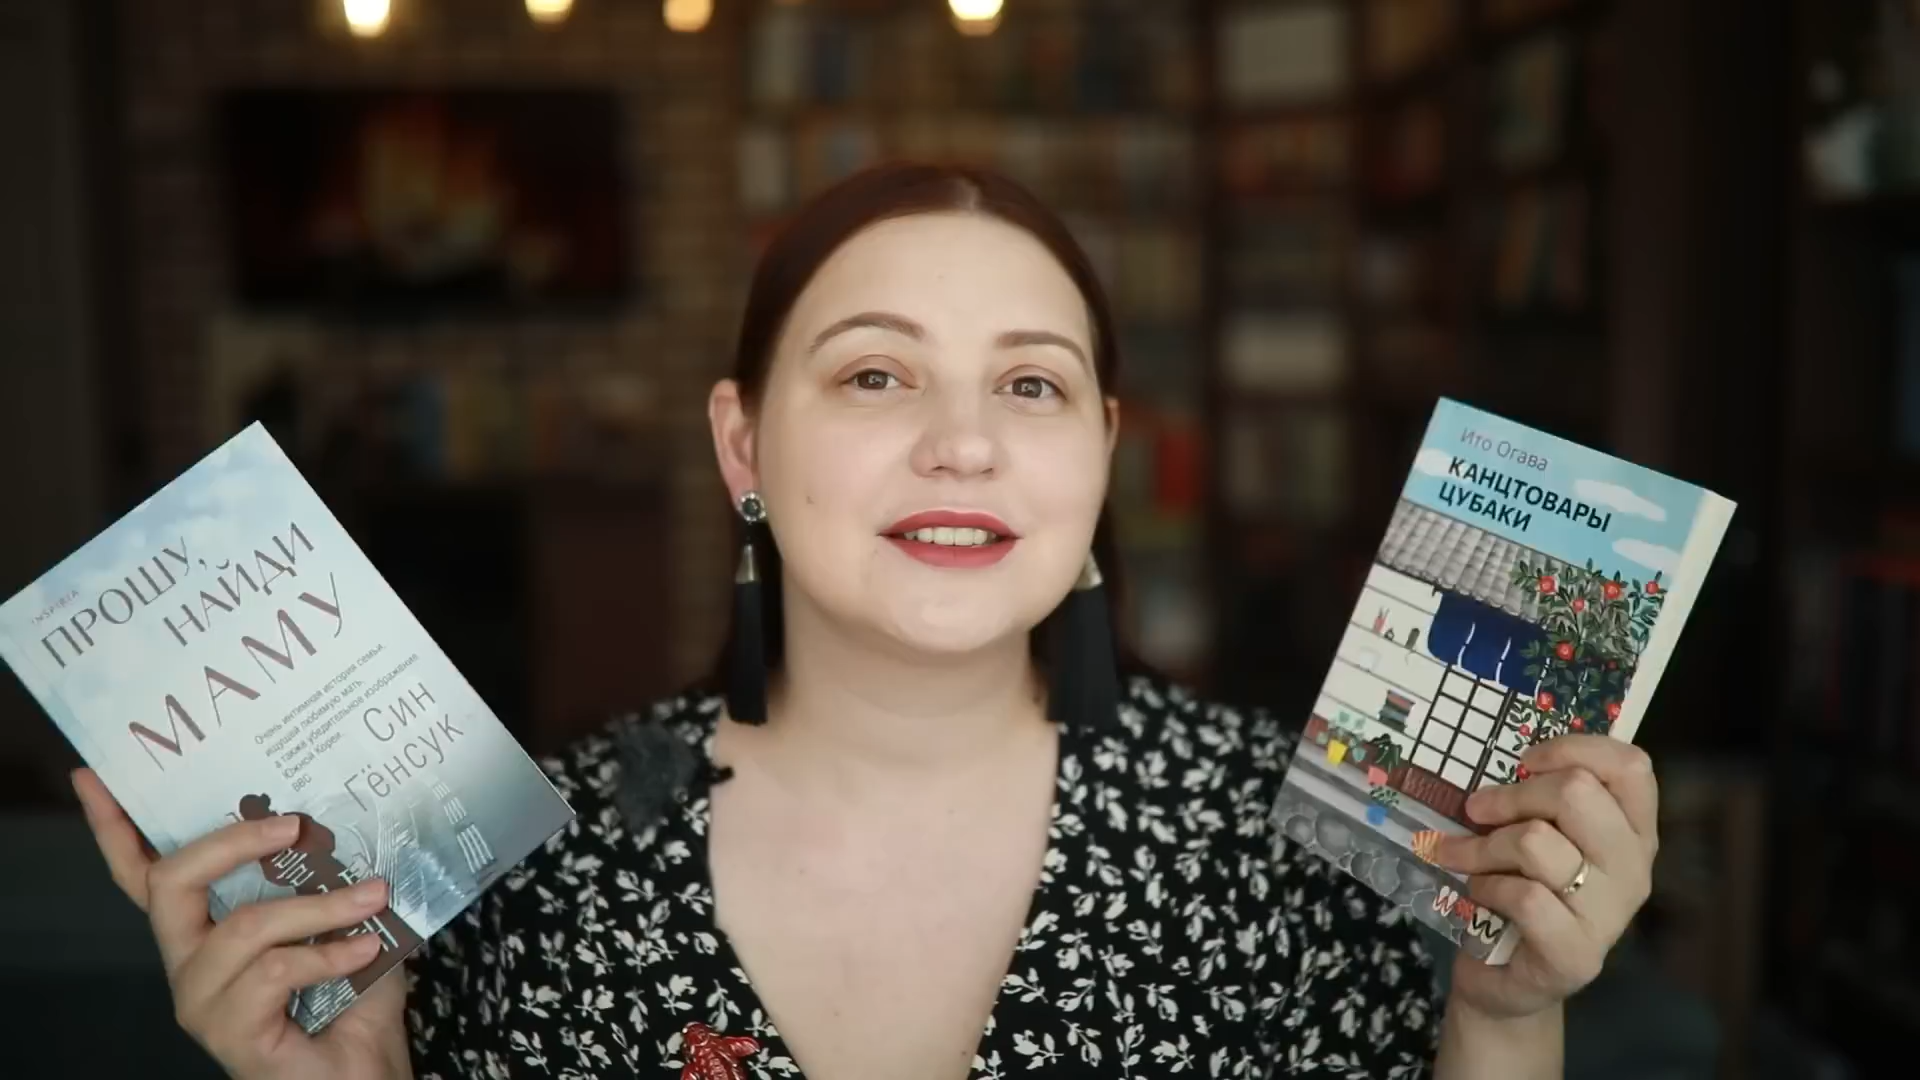 INSPIRIA
ПРОШУ,
НАЙДИ
МАМУ
Очень интимная история семьи,
ищущей любимую мать,
а также убедительное изображение
Южной Кореи.
BBC
Син
Гёнсук
Ито Огава
КАНЦТОВАРЫ
ЦУБАКИ